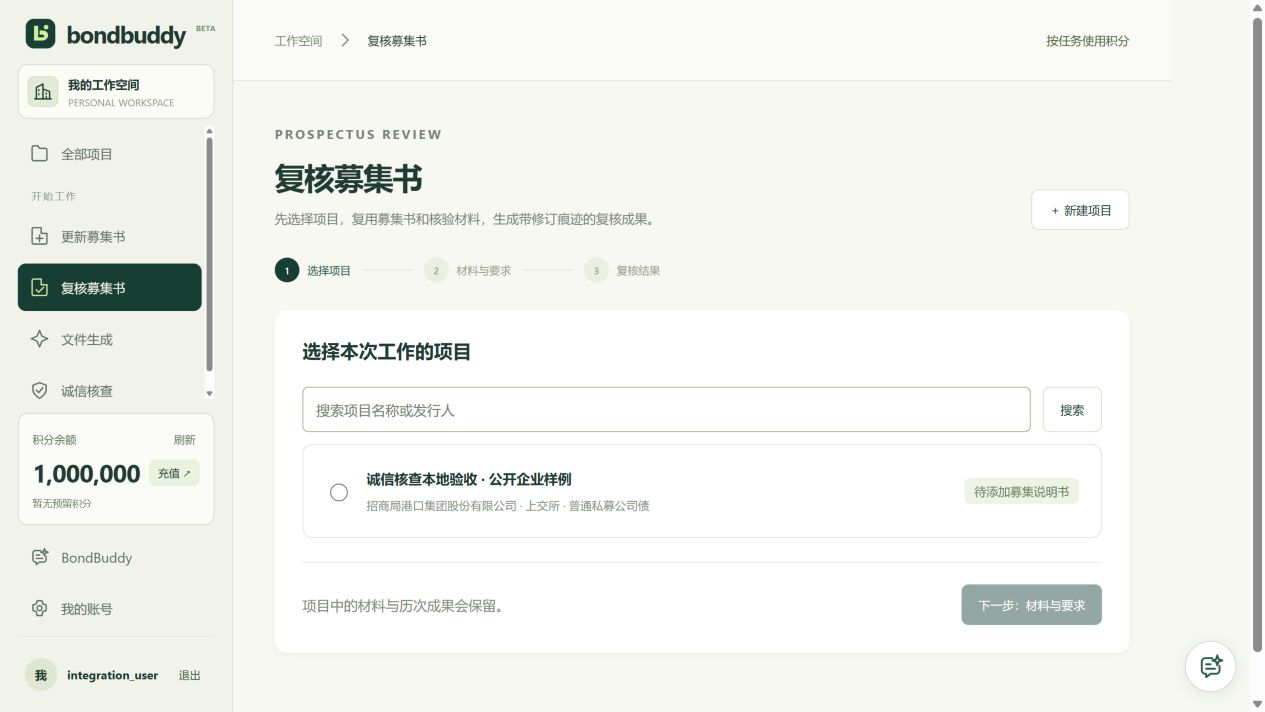 bondbuddy BETA
我的工作空间
PERSONAL WORKSPACE
全部项目
开始工作
更新募集书
复核募集书
文件生成
诚信核查
积分余额 刷新
1,000,000 充值 ↗
暂无预留积分
BondBuddy
我的账号
我 integration_user 退出
工作空间 > 复核募集书 按任务使用积分
PROSPECTUS REVIEW
复核募集书
先选择项目，复用募集书和核验材料，生成带修订痕迹的复核成果。
+ 新建项目
1 选择项目 2 材料与要求 3 复核结果
选择本次工作的项目
搜索项目名称或发行人 搜索
诚信核查本地验收 · 公开企业样例
招商局港口集团股份有限公司 · 上交所 · 普通私募公司债
待添加募集说明书
项目中的材料与历次成果会保留。
下一步：材料与要求